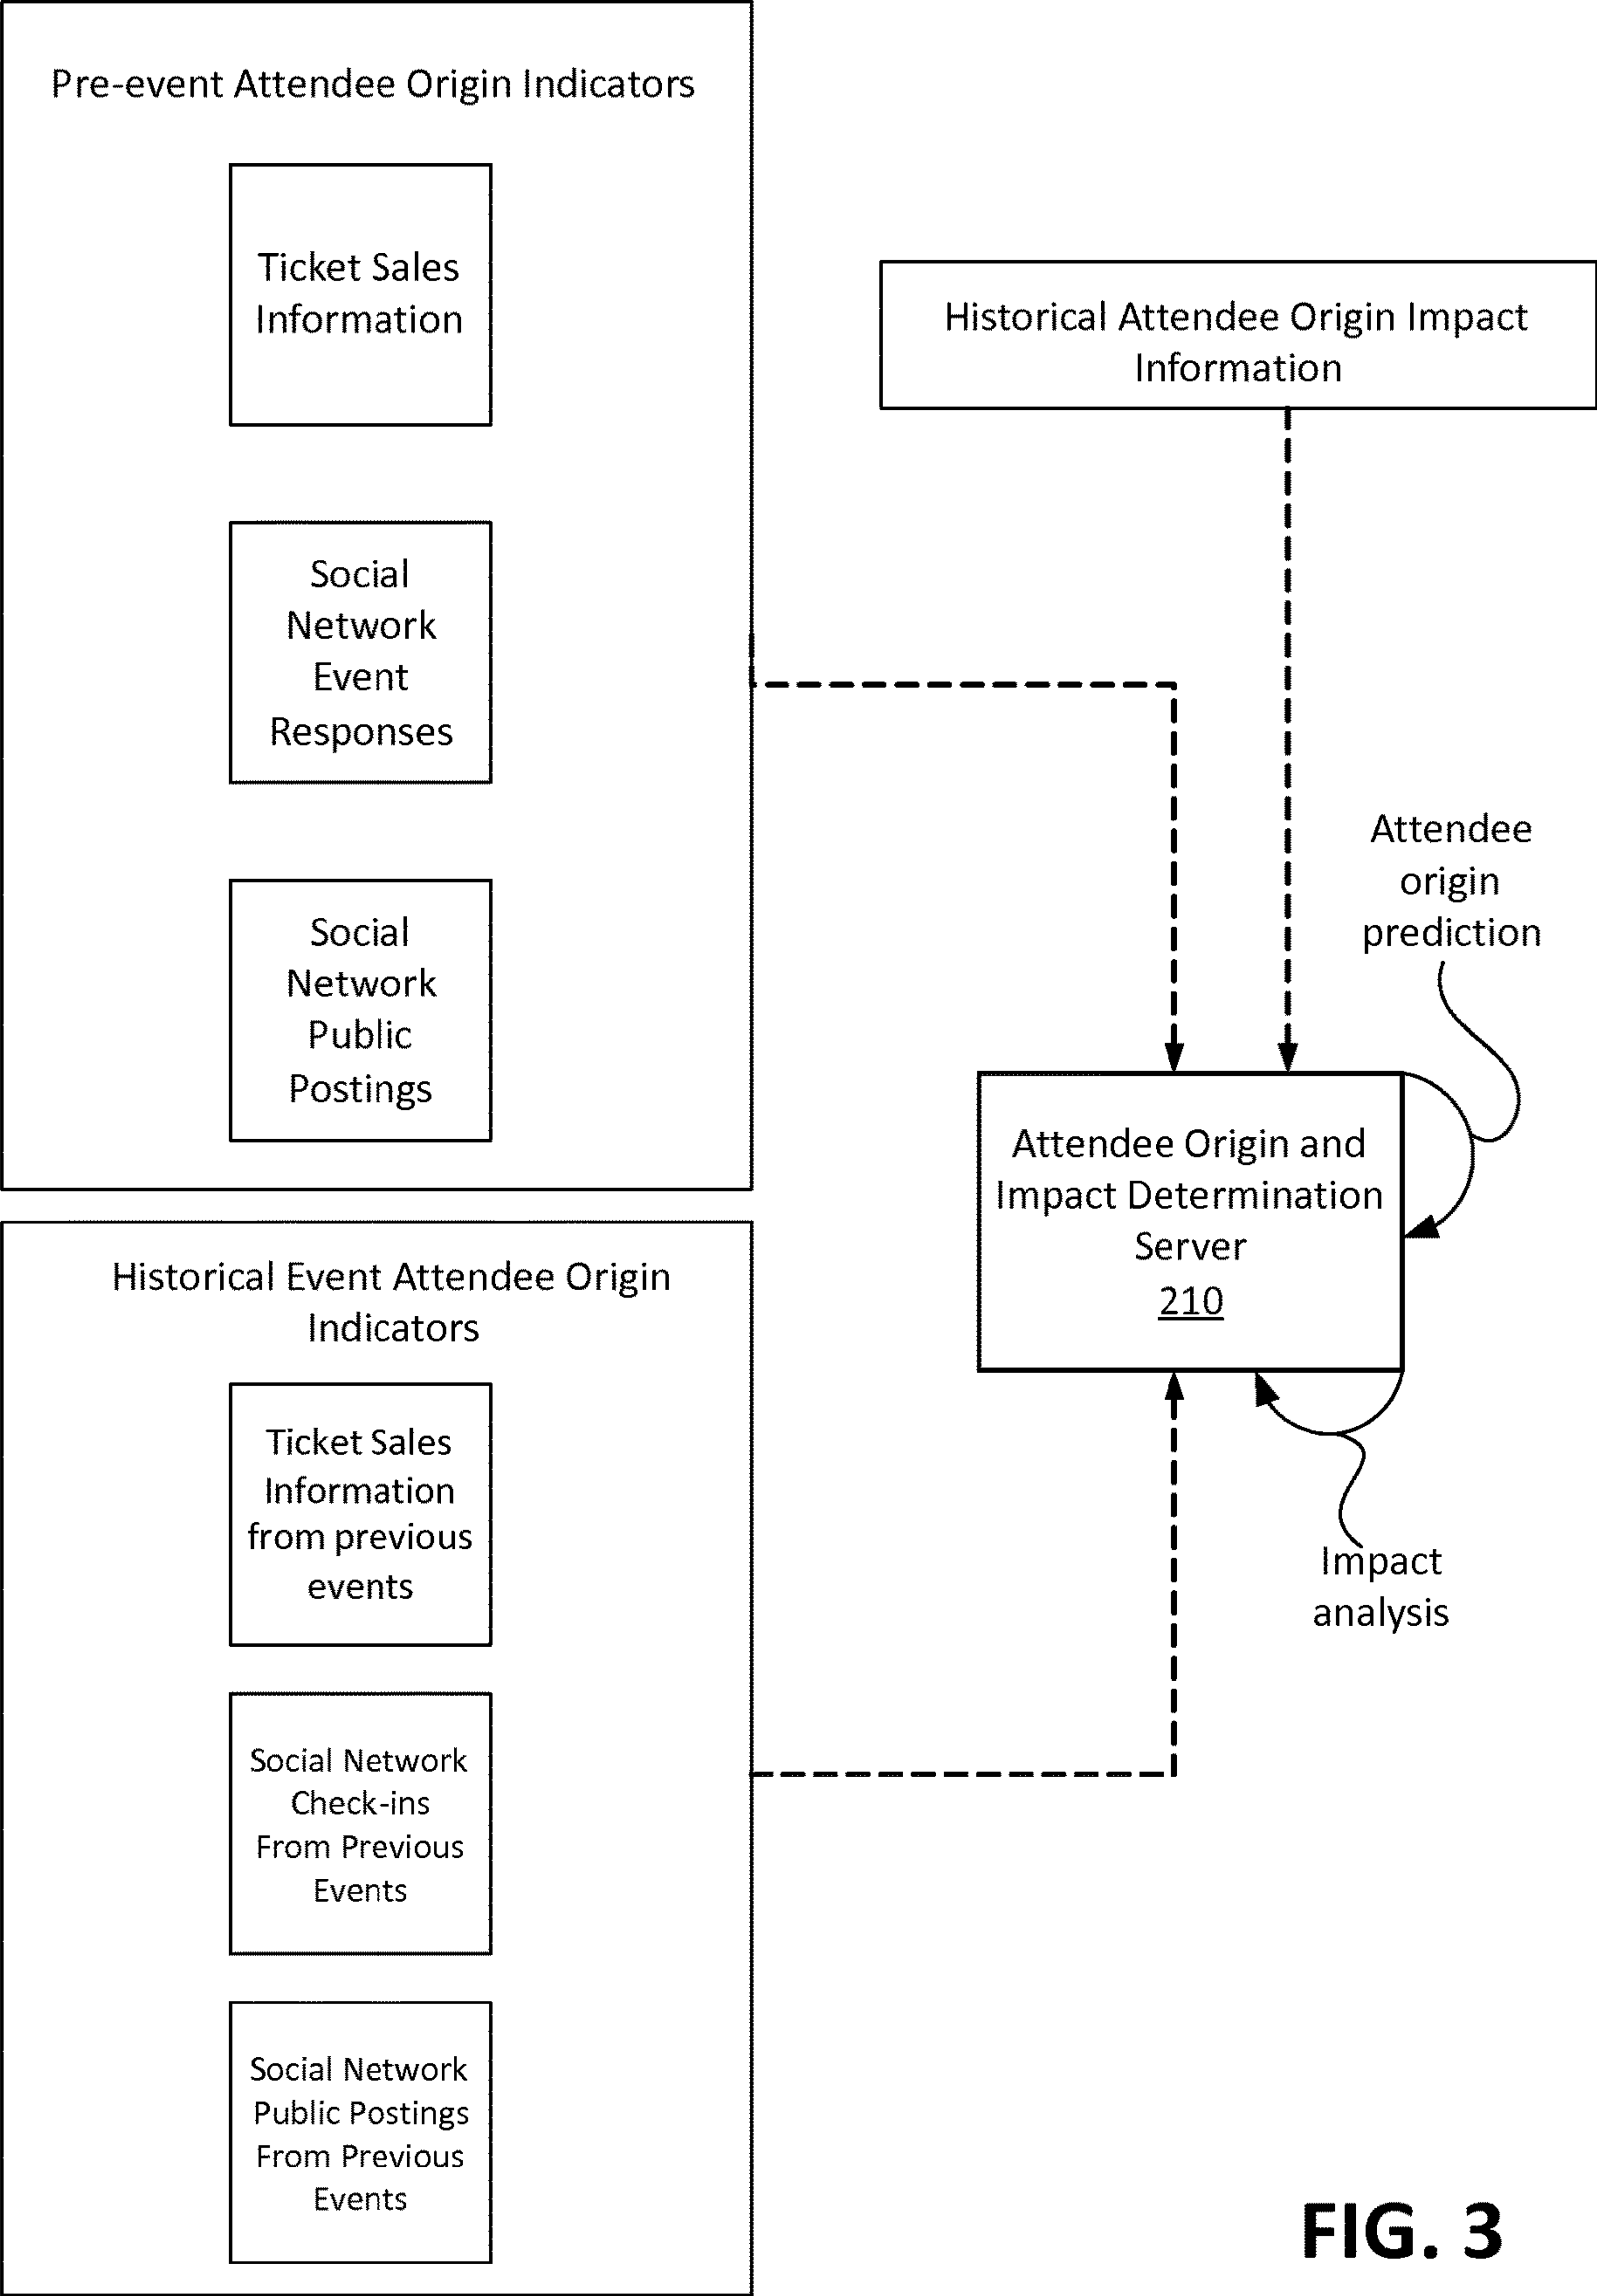 Pre-event Attendee Origin Indicators
Ticket Sales
Information
Social
Network
Event
Responses
Social
Network
Public
Postings
Historical Attendee Origin Impact
Information
Attendee
origin
prediction
Attendee Origin and
Impact Determination
Server
210
Impact
analysis
Historical Event Attendee Origin
Indicators
Ticket Sales
Information
from previous
events
Social Network
Check-ins
From Previous
Events
Social Network
Public Postings
From Previous
Events
FIG. 3